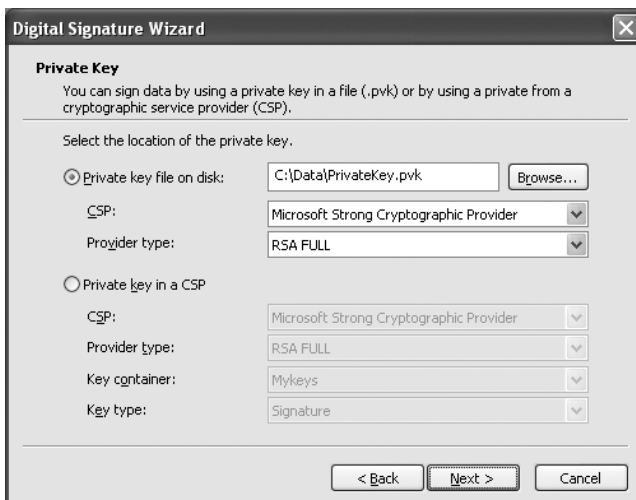 Digital Signature Wizard
Private Key
You can sign data by using a private key in a file (.pvk) or by using a private from a
cryptographic service provider (CSP).
Select the location of the private key.
Private key file on disk: C:\Data\PrivateKey.pvk Browse...
CSP: Microsoft Strong Cryptographic Provider
Provider type: RSA FULL
Private key in a CSP
CSP: Microsoft Strong Cryptographic Provider
Provider type: RSA FULL
Key container: Mykeys
Key type: Signature
< Back Next > Cancel